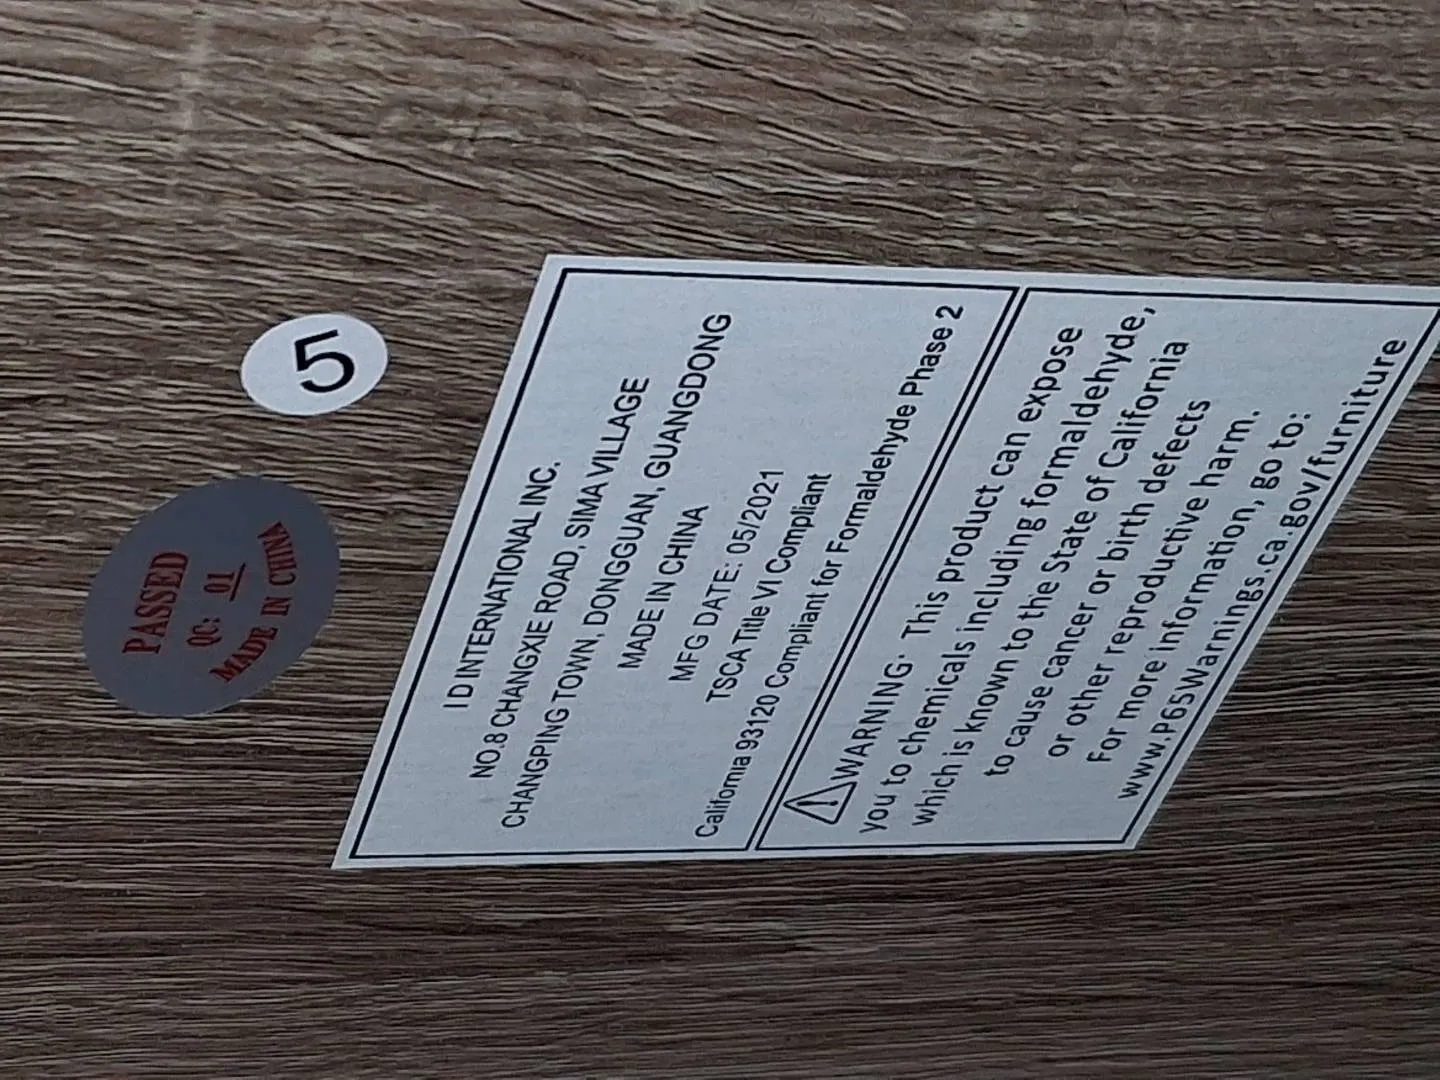 PASSED
QC: 01
MADE IN CHINA
5
I D INTERNATIONAL INC.
NO.8 CHANGXIE ROAD, SIMA VILLAGE
CHANGPING TOWN, DONGGUAN, GUANGDONG
MADE IN CHINA
MFG DATE: 05/2021
TSCA Title VI Compliant
California 93120 Compliant for Formaldehyde Phase 2
⚠WARNING: This product can expose
you to chemicals including formaldehyde,
which is known to the State of California
to cause cancer or birth defects
or other reproductive harm.
For more information, go to:
www.P65Warnings.ca.gov/furniture